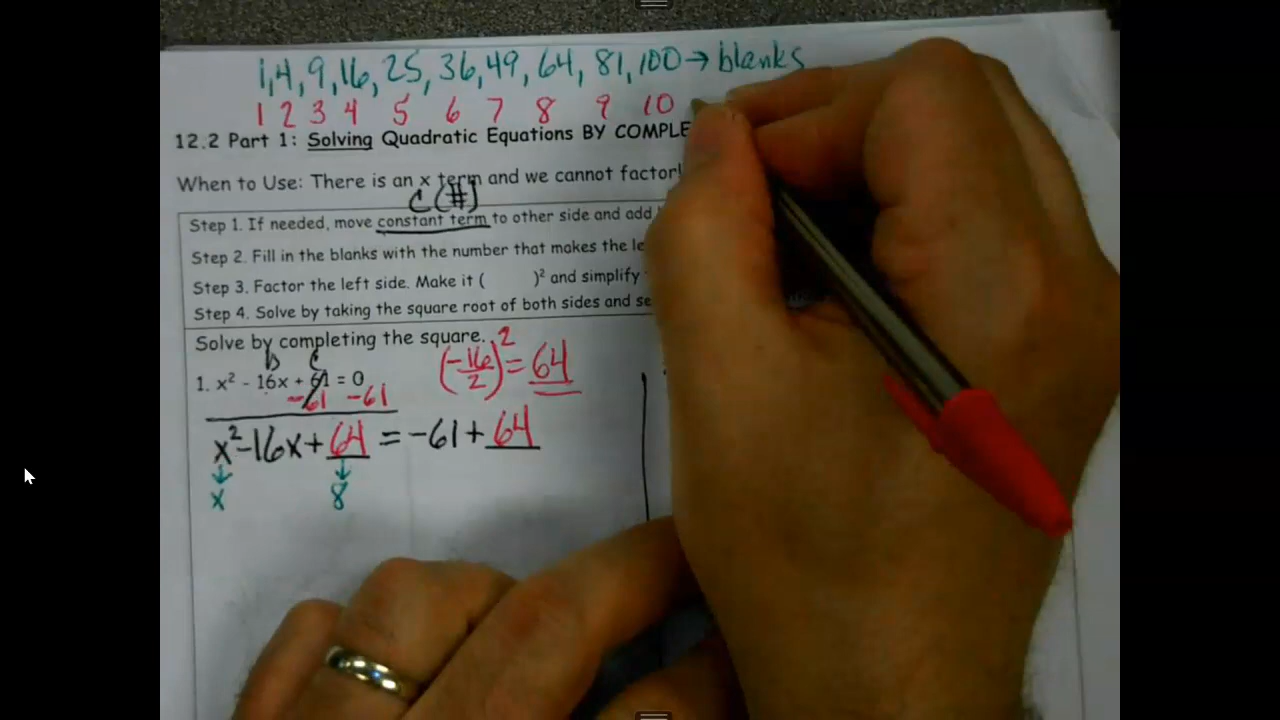 1, 4, 9, 16, 25, 36, 49, 64, 81, 100 → blanks
1 2 3 4 5 6 7 8 9 10
12.2 Part 1: Solving Quadratic Equations BY COMPLE
When to Use: There is an x term and we cannot factor!
C (#)
Step 1. If needed, move constant term to other side and add
Step 2. Fill in the blanks with the number that makes the le
Step 3. Factor the left side. Make it ( )² and simplify
Step 4. Solve by taking the square root of both sides and se
Solve by completing the square.
b c
(-16/2)² = 64
1. x² - 16x + 61 = 0
-61 -61
x² - 16x + 64 = -61 + 64
x 8